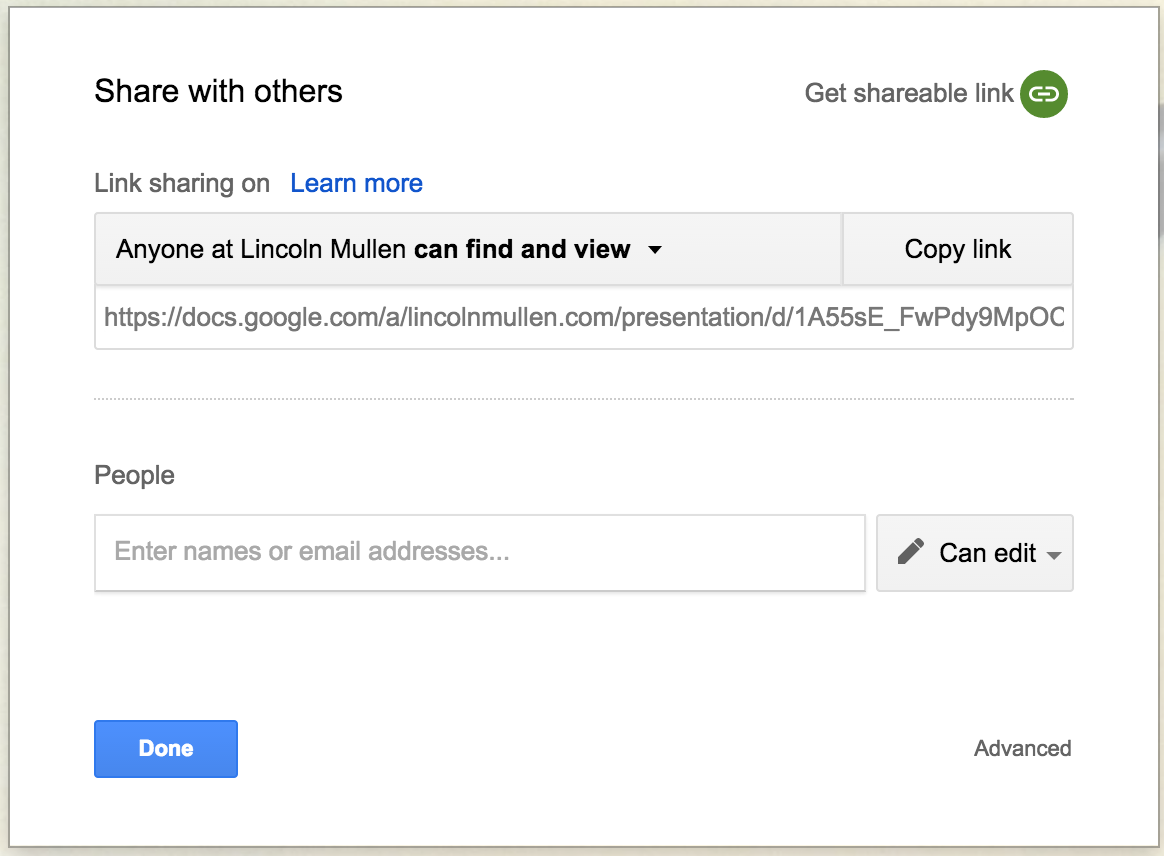 Share with others
Get shareable link
Link sharing on Learn more
Anyone at Lincoln Mullen can find and view
Copy link
https://docs.google.com/a/lincolnmullen.com/presentation/d/1A55sE_FwPdy9MpOC
People
Enter names or email addresses...
Can edit
Done
Advanced